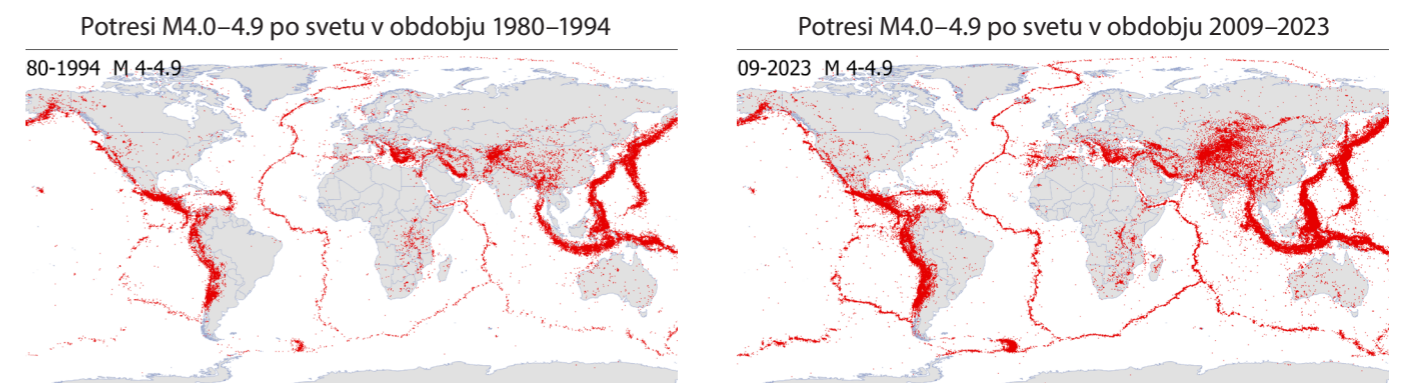 Potresi M4.0–4.9 po svetu v obdobju 1980–1994
80-1994 M 4-4.9
Potresi M4.0–4.9 po svetu v obdobju 2009–2023
09-2023 M 4-4.9